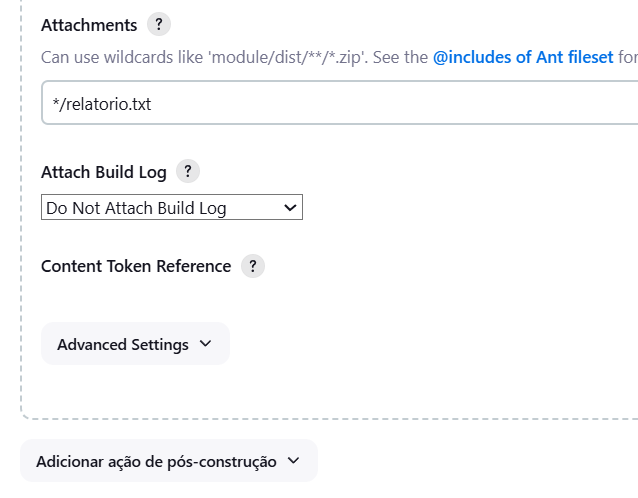 Attachments ?
Can use wildcards like 'module/dist/**/*.zip'. See the @includes of Ant fileset for
*/relatorio.txt
Attach Build Log ?
Do Not Attach Build Log
Content Token Reference ?
Advanced Settings
Adicionar ação de pós-construção